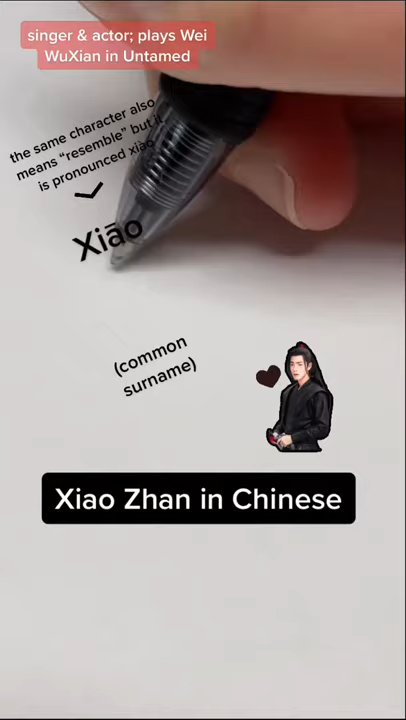 singer & actor; plays Wei
WuXian in Untamed
the same character also
means “resemble” but it
is pronounced xiào
Xiāo
(common
surname)
Xiao Zhan in Chinese